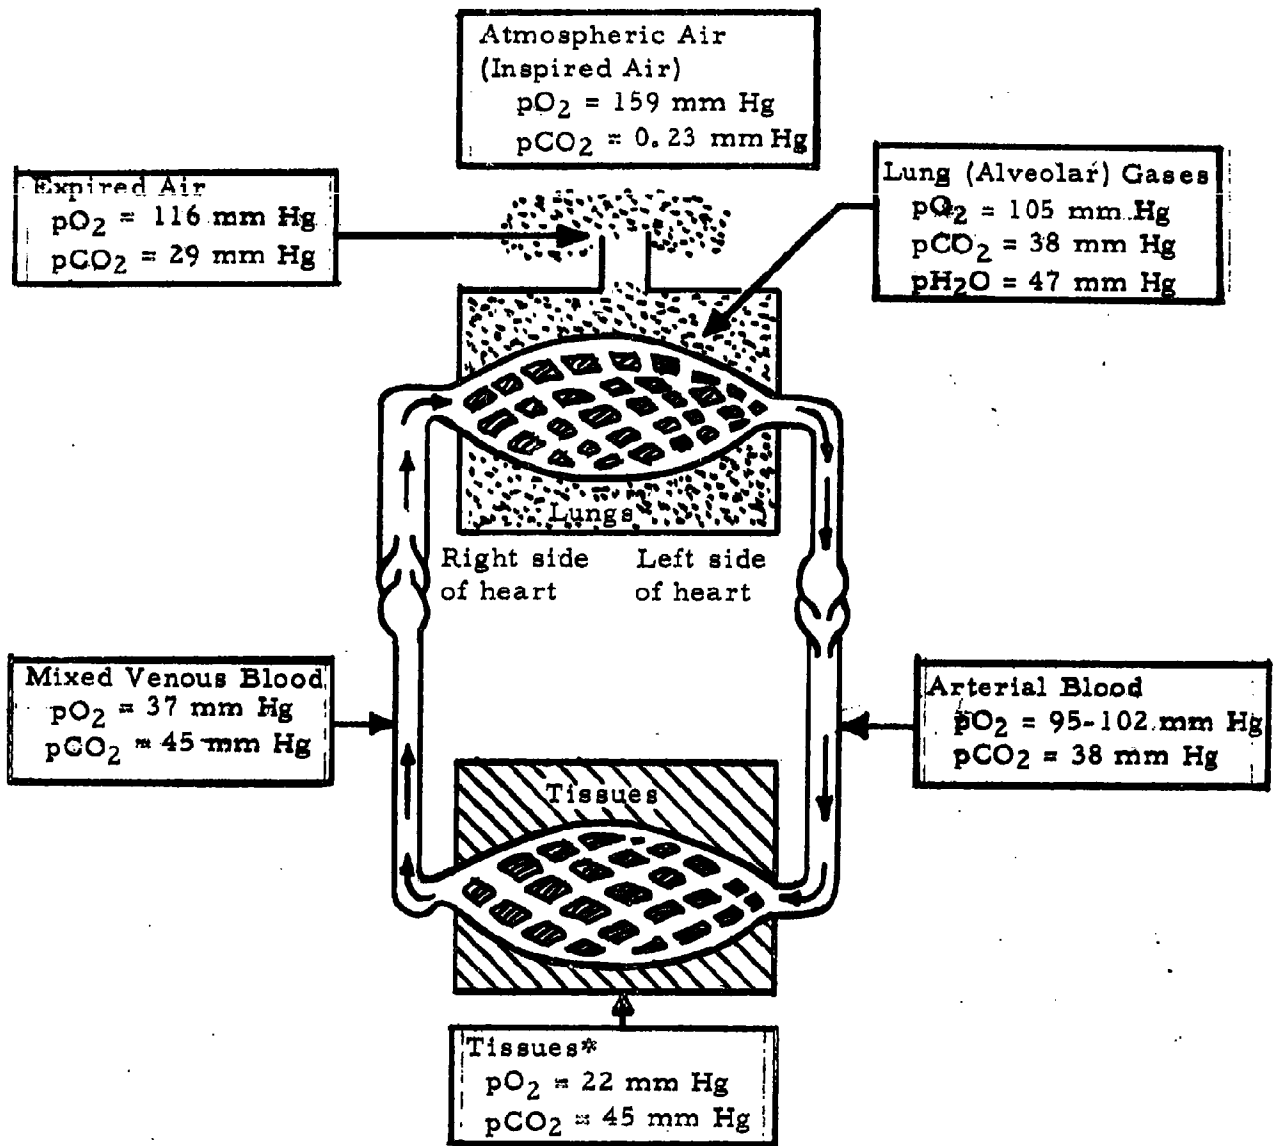 Atmospheric Air
(Inspired Air)
pO₂ = 159 mm Hg
pCO₂ = 0.23 mm Hg
Expired Air
pO₂ = 116 mm Hg
pCO₂ = 29 mm Hg
Lung (Alveolar) Gases
pO₂ = 105 mm Hg
pCO₂ = 38 mm Hg
pH₂O = 47 mm Hg
Lungs
Right side
of heart
Left side
of heart
Mixed Venous Blood
pO₂ = 37 mm Hg
pCO₂ = 45 mm Hg
Arterial Blood
pO₂ = 95-102 mm Hg
pCO₂ = 38 mm Hg
Tissues
Tissues*
pO₂ = 22 mm Hg
pCO₂ = 45 mm Hg